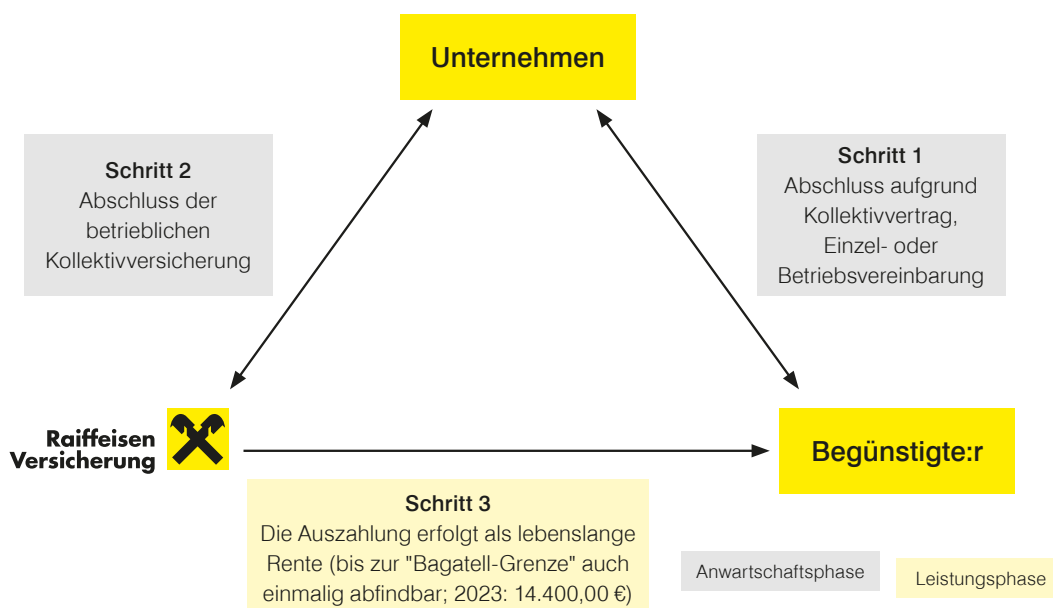 Unternehmen
Schritt 2
Abschluss der
betrieblichen
Kollektivversicherung
Schritt 1
Abschluss aufgrund
Kollektivvertrag,
Einzel- oder
Betriebsvereinbarung
Raiffeisen
Versicherung
Begünstigte:r
Schritt 3
Die Auszahlung erfolgt als lebenslange
Rente (bis zur "Bagatell-Grenze" auch
einmalig abfindbar; 2023: 14.400,00 €)
Anwartschaftsphase
Leistungsphase